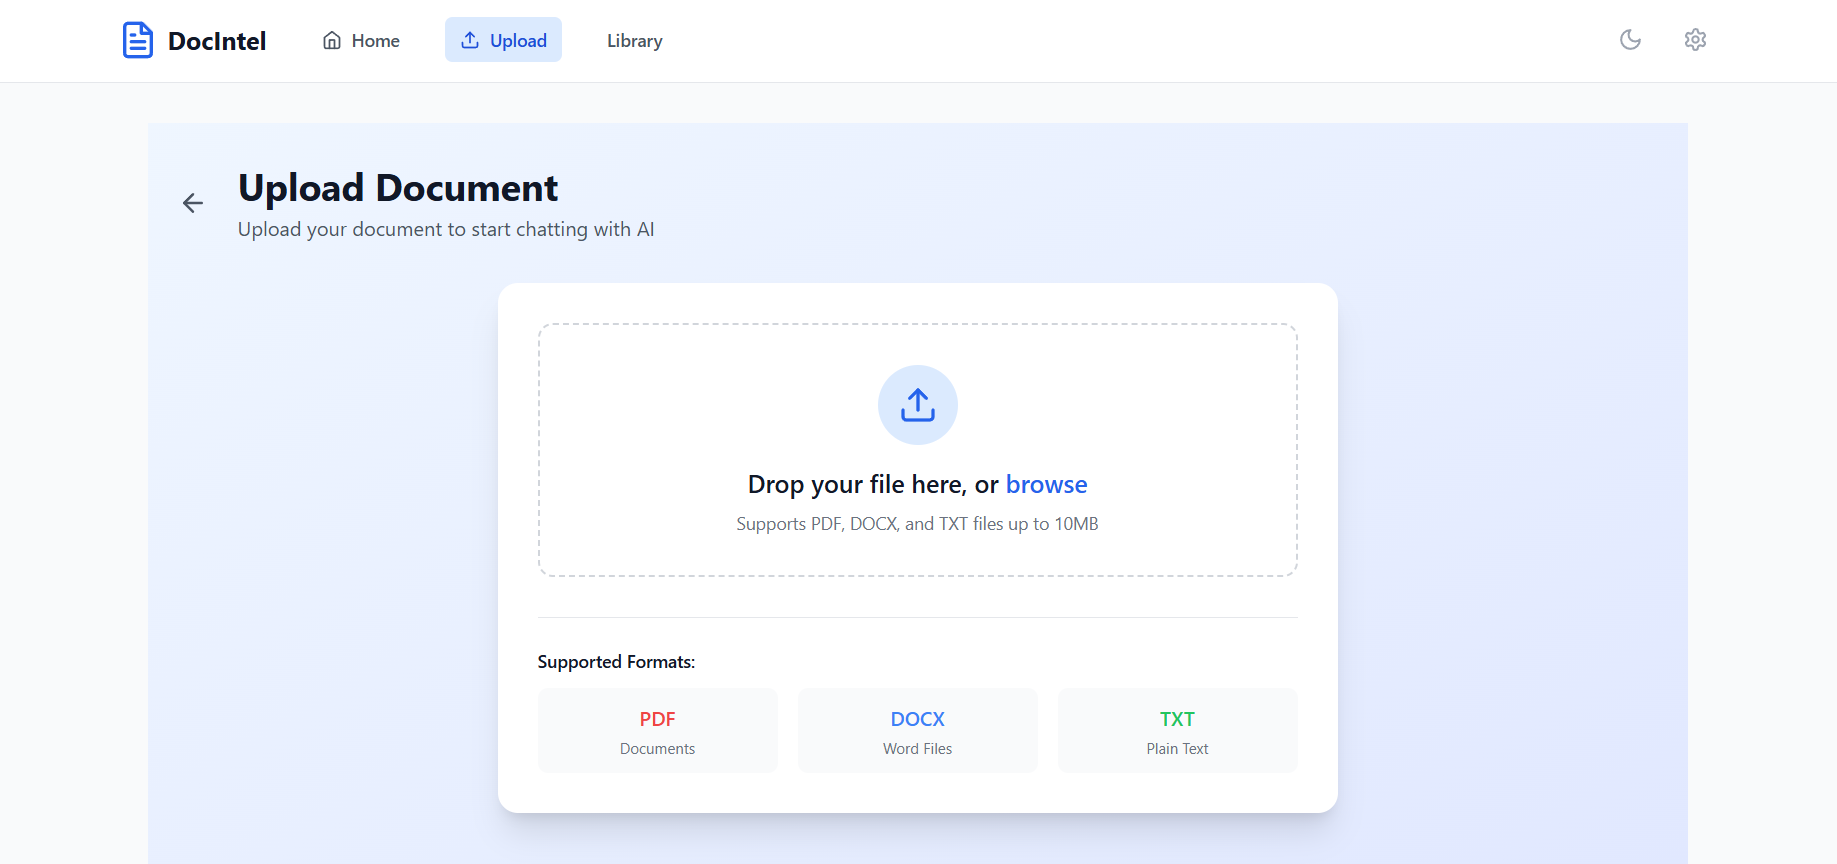 DocIntel
Home
Upload
Library
Upload Document
Upload your document to start chatting with AI
Drop your file here, or browse
Supports PDF, DOCX, and TXT files up to 10MB
Supported Formats:
PDF
Documents
DOCX
Word Files
TXT
Plain Text